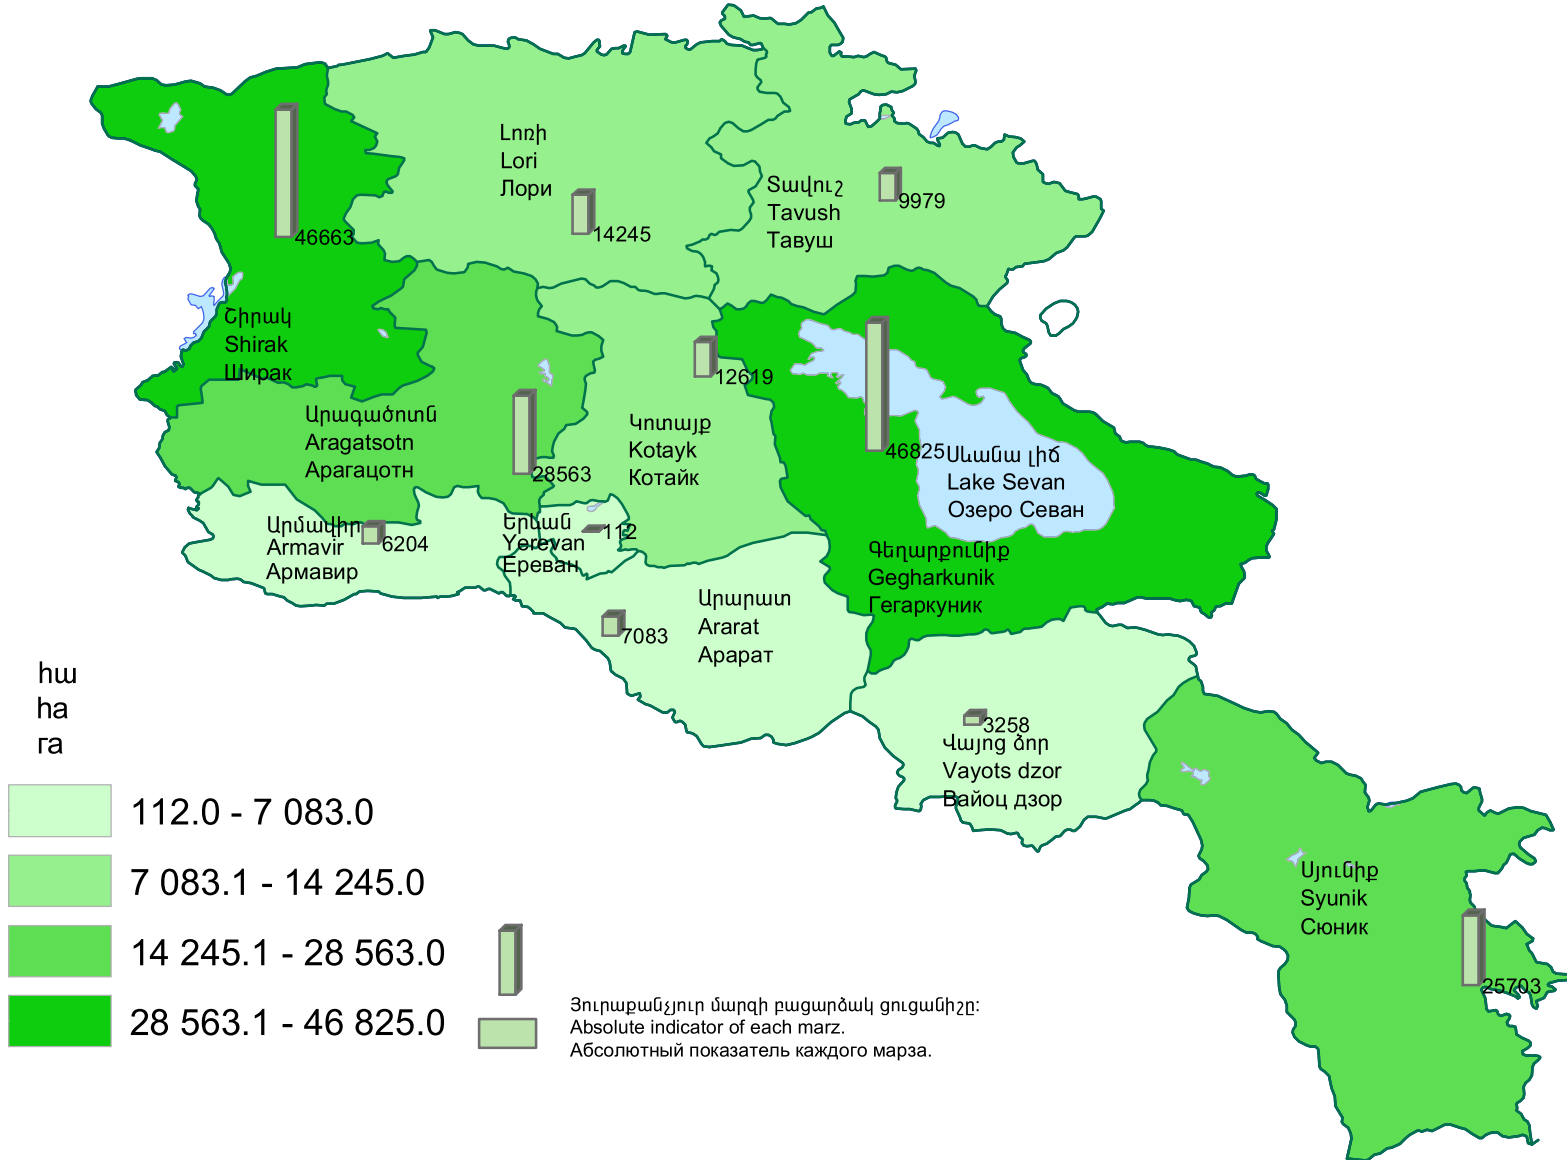 Լոռի
Lori
Лори
14245
Տավուշ
Tavush
Тавуш
9979
46663
Շիրակ
Shirak
Ширак
Արագածոտն
Aragatsotn
Арагацотн
28563
Կոտայք
Kotayk
Котайк
12619
46825
Սևանա լիճ
Lake Sevan
Озеро Севан
Գեղարքունիք
Gegharkunik
Гегаркуник
Արմավիր
Armavir
Армавир
6204
Երևան
Yerevan
Ереван
112
Արարատ
Ararat
Арарат
7083
3258
Վայոց ձոր
Vayots dzor
Вайоц дзор
Սյունիք
Syunik
Сюник
25703
հա
ha
га
112.0 - 7 083.0
7 083.1 - 14 245.0
14 245.1 - 28 563.0
28 563.1 - 46 825.0
Յուրաքանչյուր մարզի բացարձակ ցուցանիշը:
Absolute indicator of each marz.
Абсолютный показатель каждого марза.